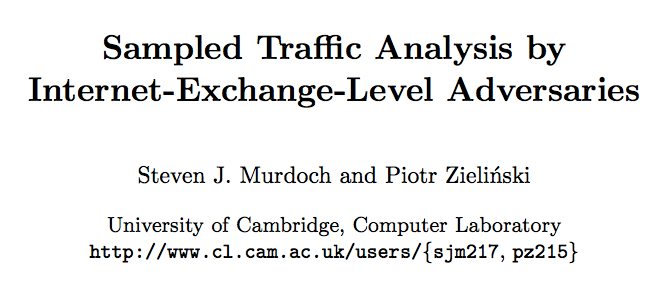 Sampled Traffic Analysis by
Internet-Exchange-Level Adversaries
Steven J. Murdoch and Piotr Zieliński
University of Cambridge, Computer Laboratory
http://www.cl.cam.ac.uk/users/{sjm217, pz215}